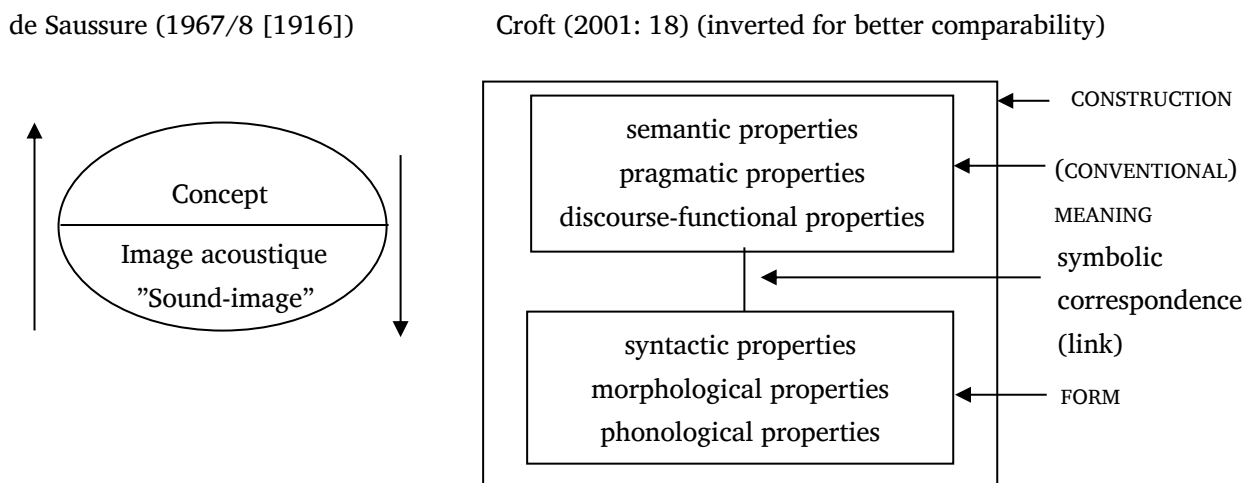 de Saussure (1967/8 [1916])
Croft (2001: 18) (inverted for better comparability)
Concept
Image acoustique
”Sound-image”
semantic properties
pragmatic properties
discourse-functional properties
syntactic properties
morphological properties
phonological properties
CONSTRUCTION
(CONVENTIONAL)
MEANING
symbolic
correspondence
(link)
FORM